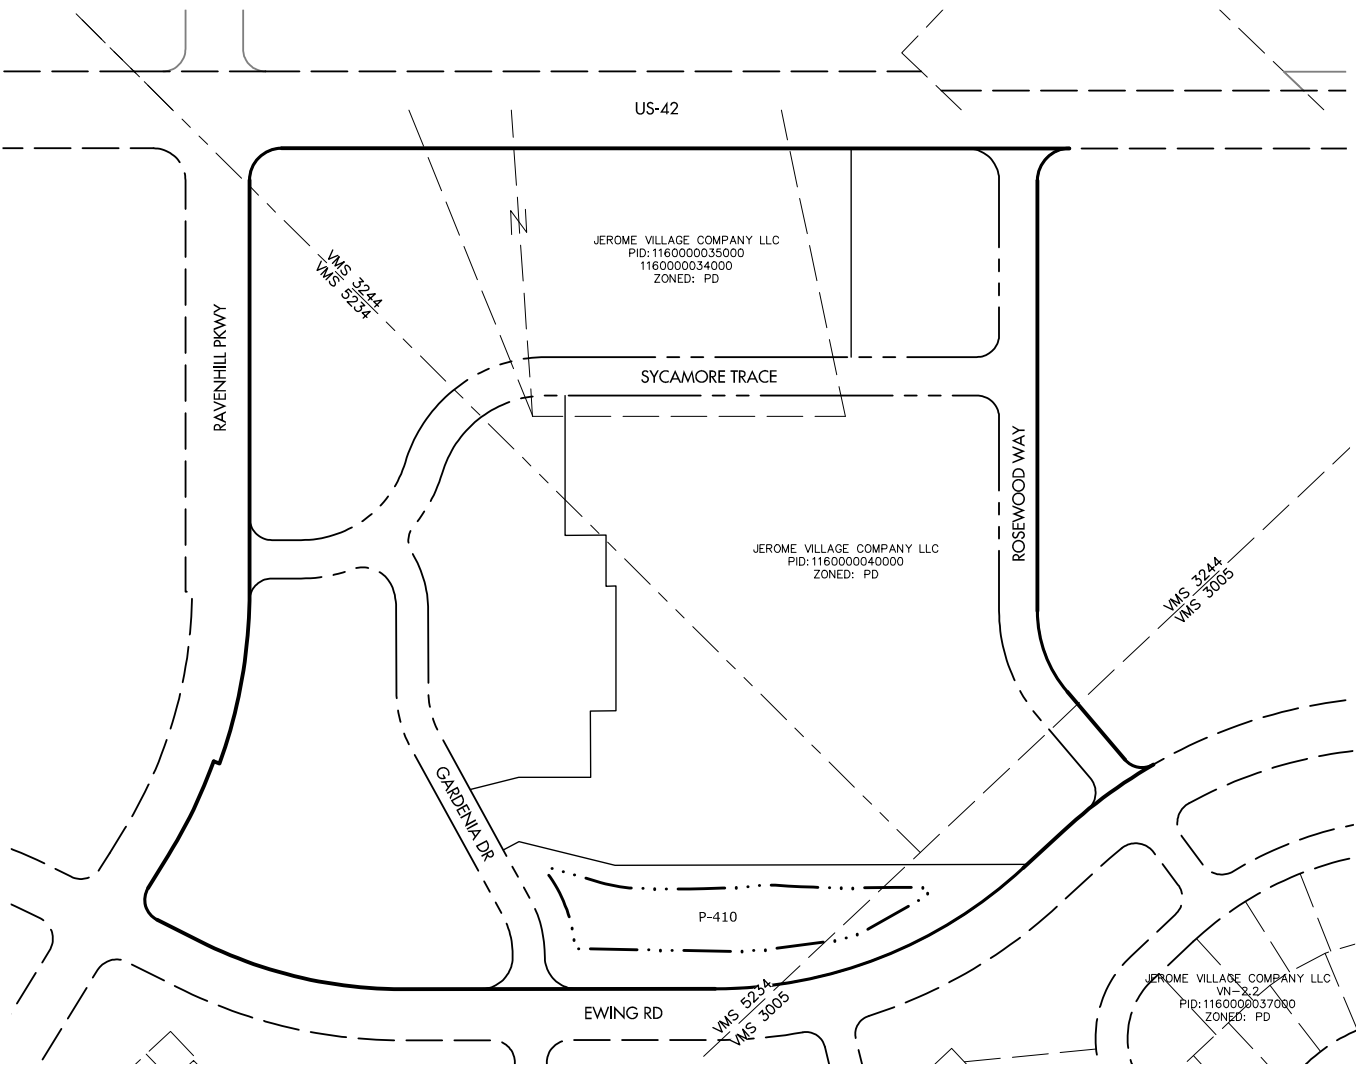 US-42
JEROME VILLAGE COMPANY LLC
PID:1160000035000
1160000034000
ZONED: PD
VMS 3244
VMS 5234
RAVENHILL PKWY
SYCAMORE TRACE
ROSEWOOD WAY
JEROME VILLAGE COMPANY LLC
PID:1160000040000
ZONED: PD
VMS 3244
VMS 3005
GARDENIA DR
P-410
JEROME VILLAGE COMPANY LLC
VN-2.2
PID:1160000037000
ZONED: PD
EWING RD
VMS 5234
VMS 3005